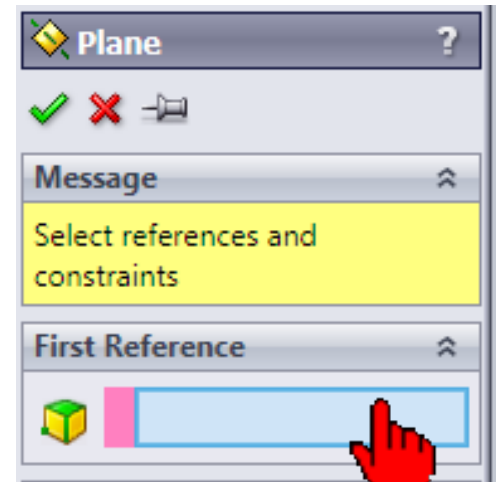 Plane ?
Message
Select references and
constraints
First Reference